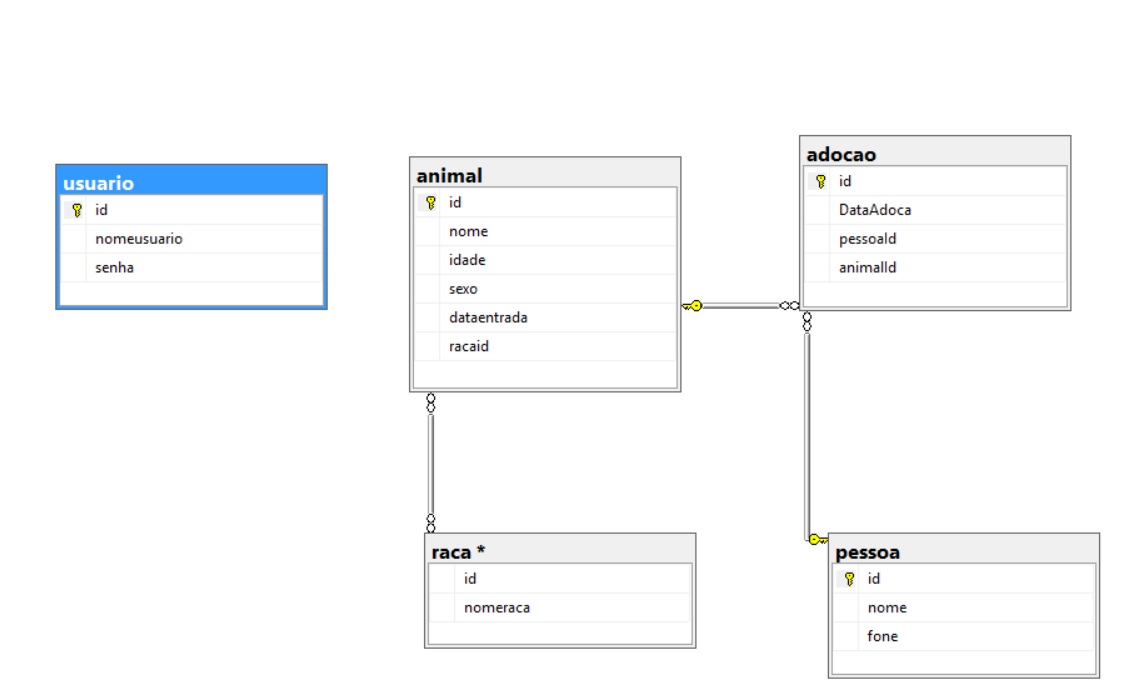 usuario
id
nomeusuario
senha
animal
id
nome
idade
sexo
dataentrada
racaid
adocao
id
DataAdoca
pessoaId
animalId
raca *
id
nomeraca
pessoa
id
nome
fone